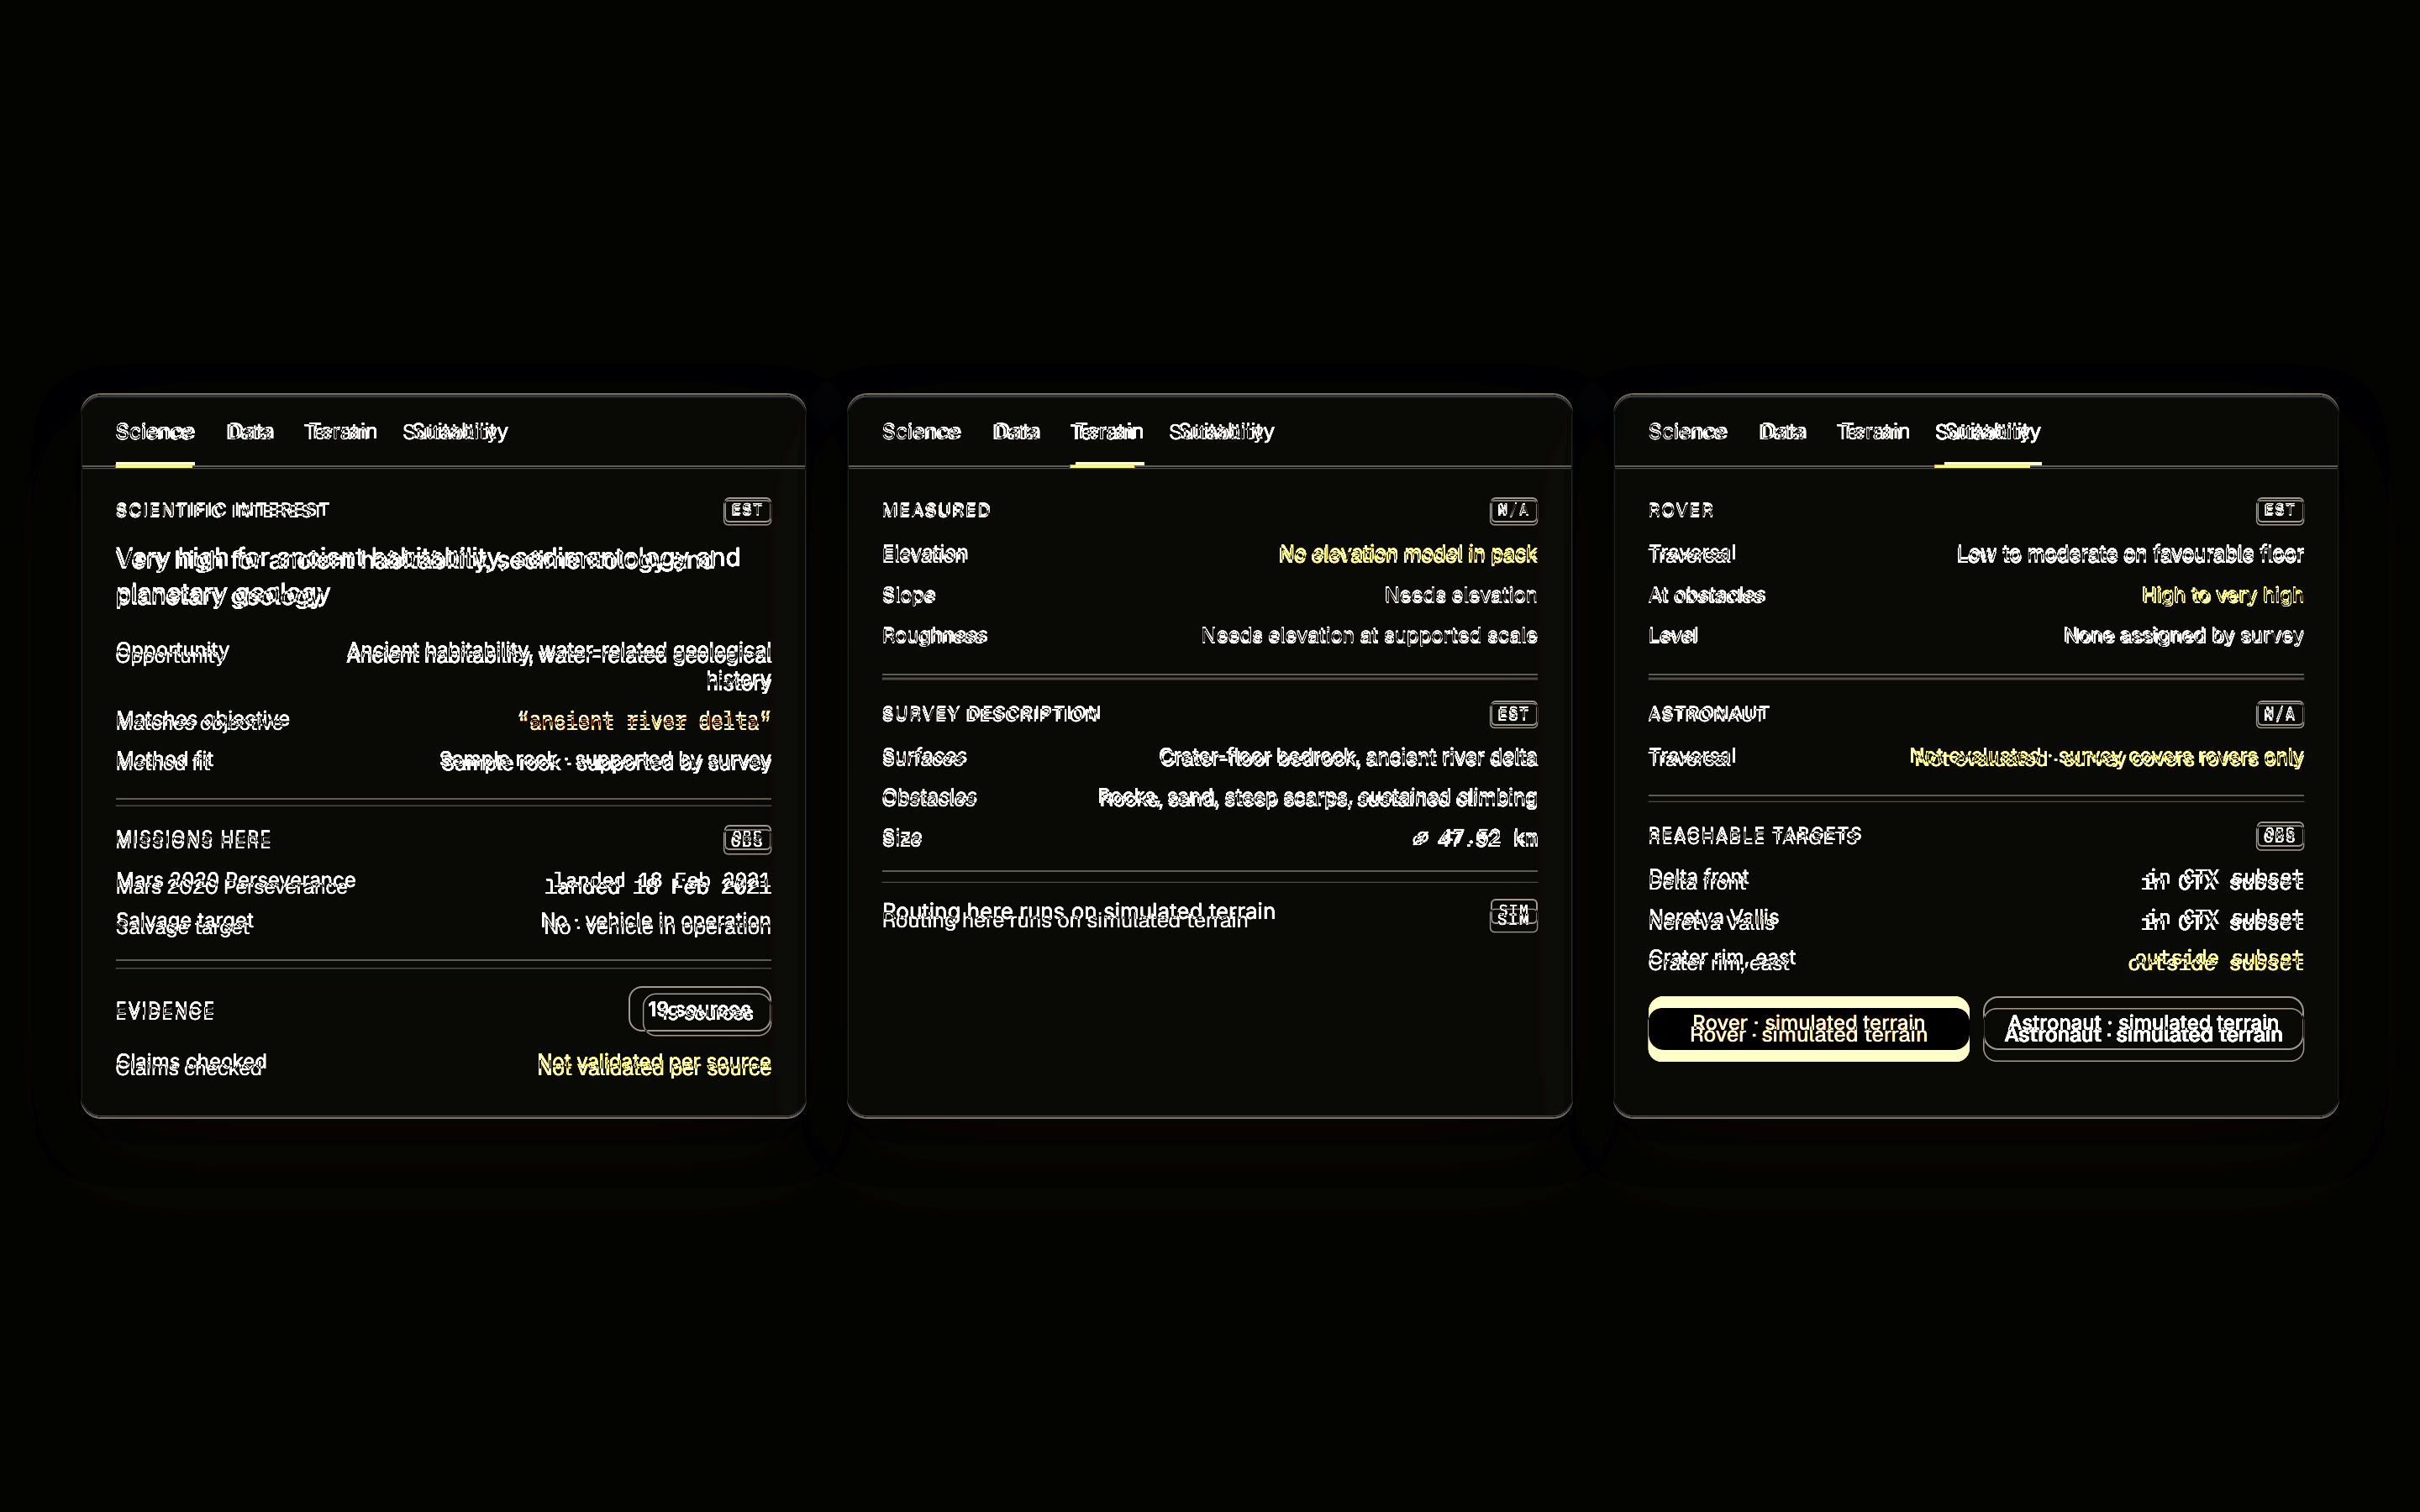 Science Data Terrain Suitability
SCIENTIFIC INTEREST EST
Very high for ancient habitability, sedimentology and
planetary geology
Opportunity Ancient habitability, water-related geological
history
Matches objective “ancient river delta”
Method fit Sample rock · supported by survey
MISSIONS HERE OBS
Mars 2020 Perseverance landed 18 Feb 2021
Salvage target No · vehicle in operation
EVIDENCE 19 sources
Claims checked Not validated per source
Science Data Terrain Suitability
MEASURED N/A
Elevation No elevation model in pack
Slope Needs elevation
Roughness Needs elevation at supported scale
SURVEY DESCRIPTION EST
Surfaces Crater-floor bedrock, ancient river delta
Obstacles Rocks, sand, steep scarps, sustained climbing
Size ⌀ 47.52 km
Routing here runs on simulated terrain SIM
Science Data Terrain Suitability
ROVER EST
Traversal Low to moderate on favourable floor
At obstacles High to very high
Level None assigned by survey
ASTRONAUT N/A
Traversal Not evaluated · survey covers rovers only
REACHABLE TARGETS OBS
Delta front in CTX subset
Neretva Vallis in CTX subset
Crater rim, east outside subset
Rover · simulated terrain Astronaut · simulated terrain